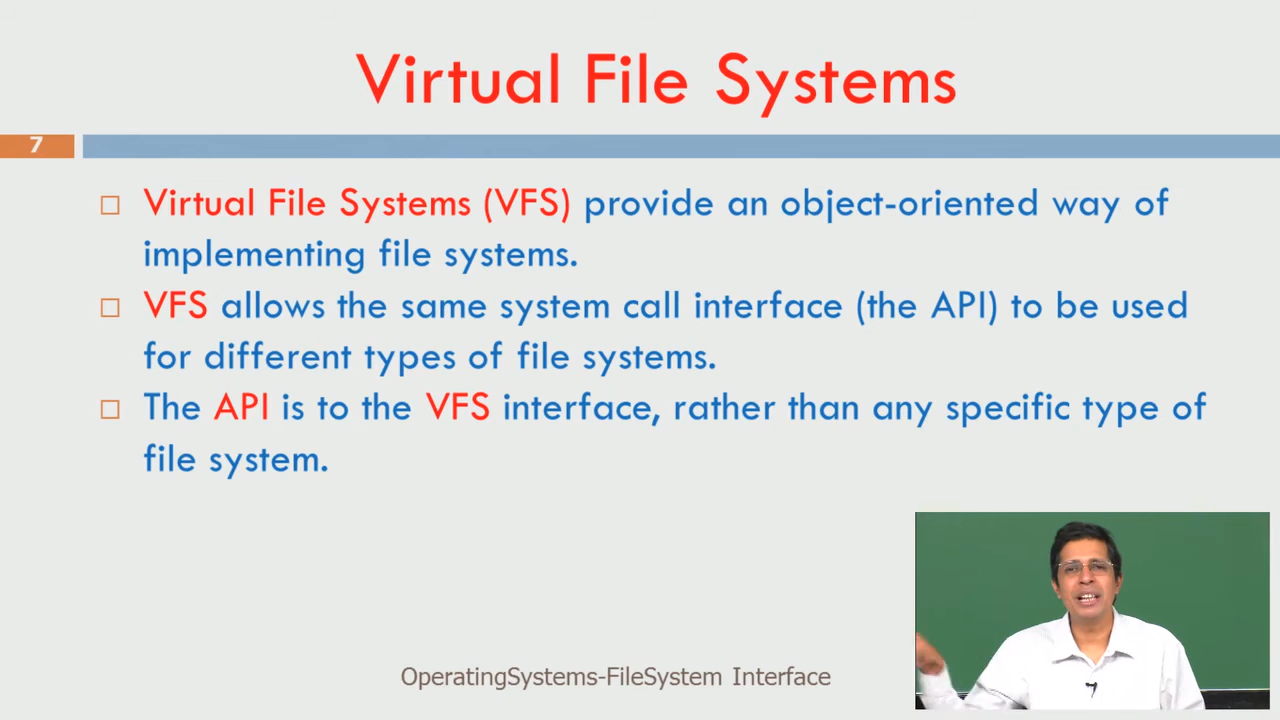 Virtual File Systems
7
Virtual File Systems (VFS) provide an object-oriented way of
implementing file systems.
VFS allows the same system call interface (the API) to be used
for different types of file systems.
The API is to the VFS interface, rather than any specific type of
file system.
OperatingSystems-FileSystem Interface